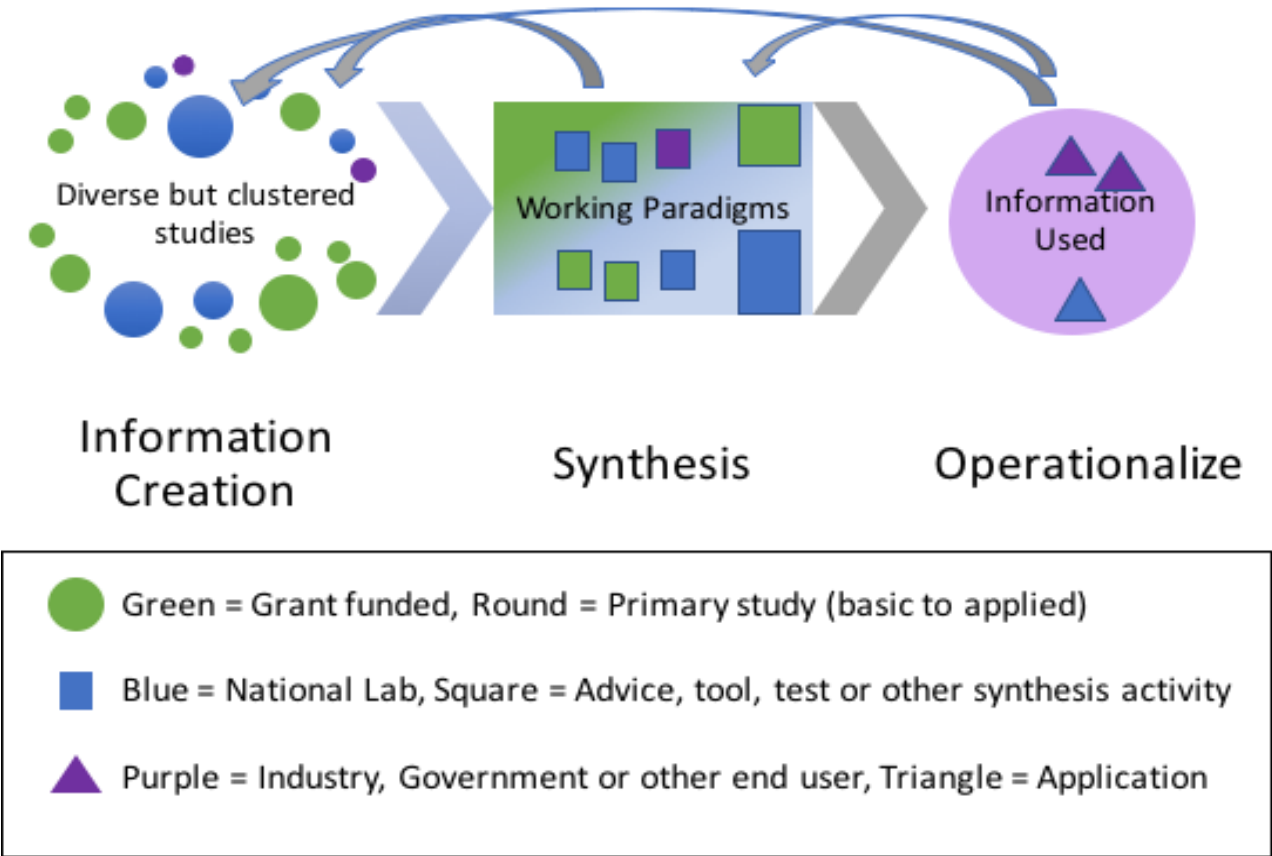 Diverse but clustered
studies
Working Paradigms
Information
Used
Information
Creation
Synthesis
Operationalize
Green = Grant funded, Round = Primary study (basic to applied)
Blue = National Lab, Square = Advice, tool, test or other synthesis activity
Purple = Industry, Government or other end user, Triangle = Application